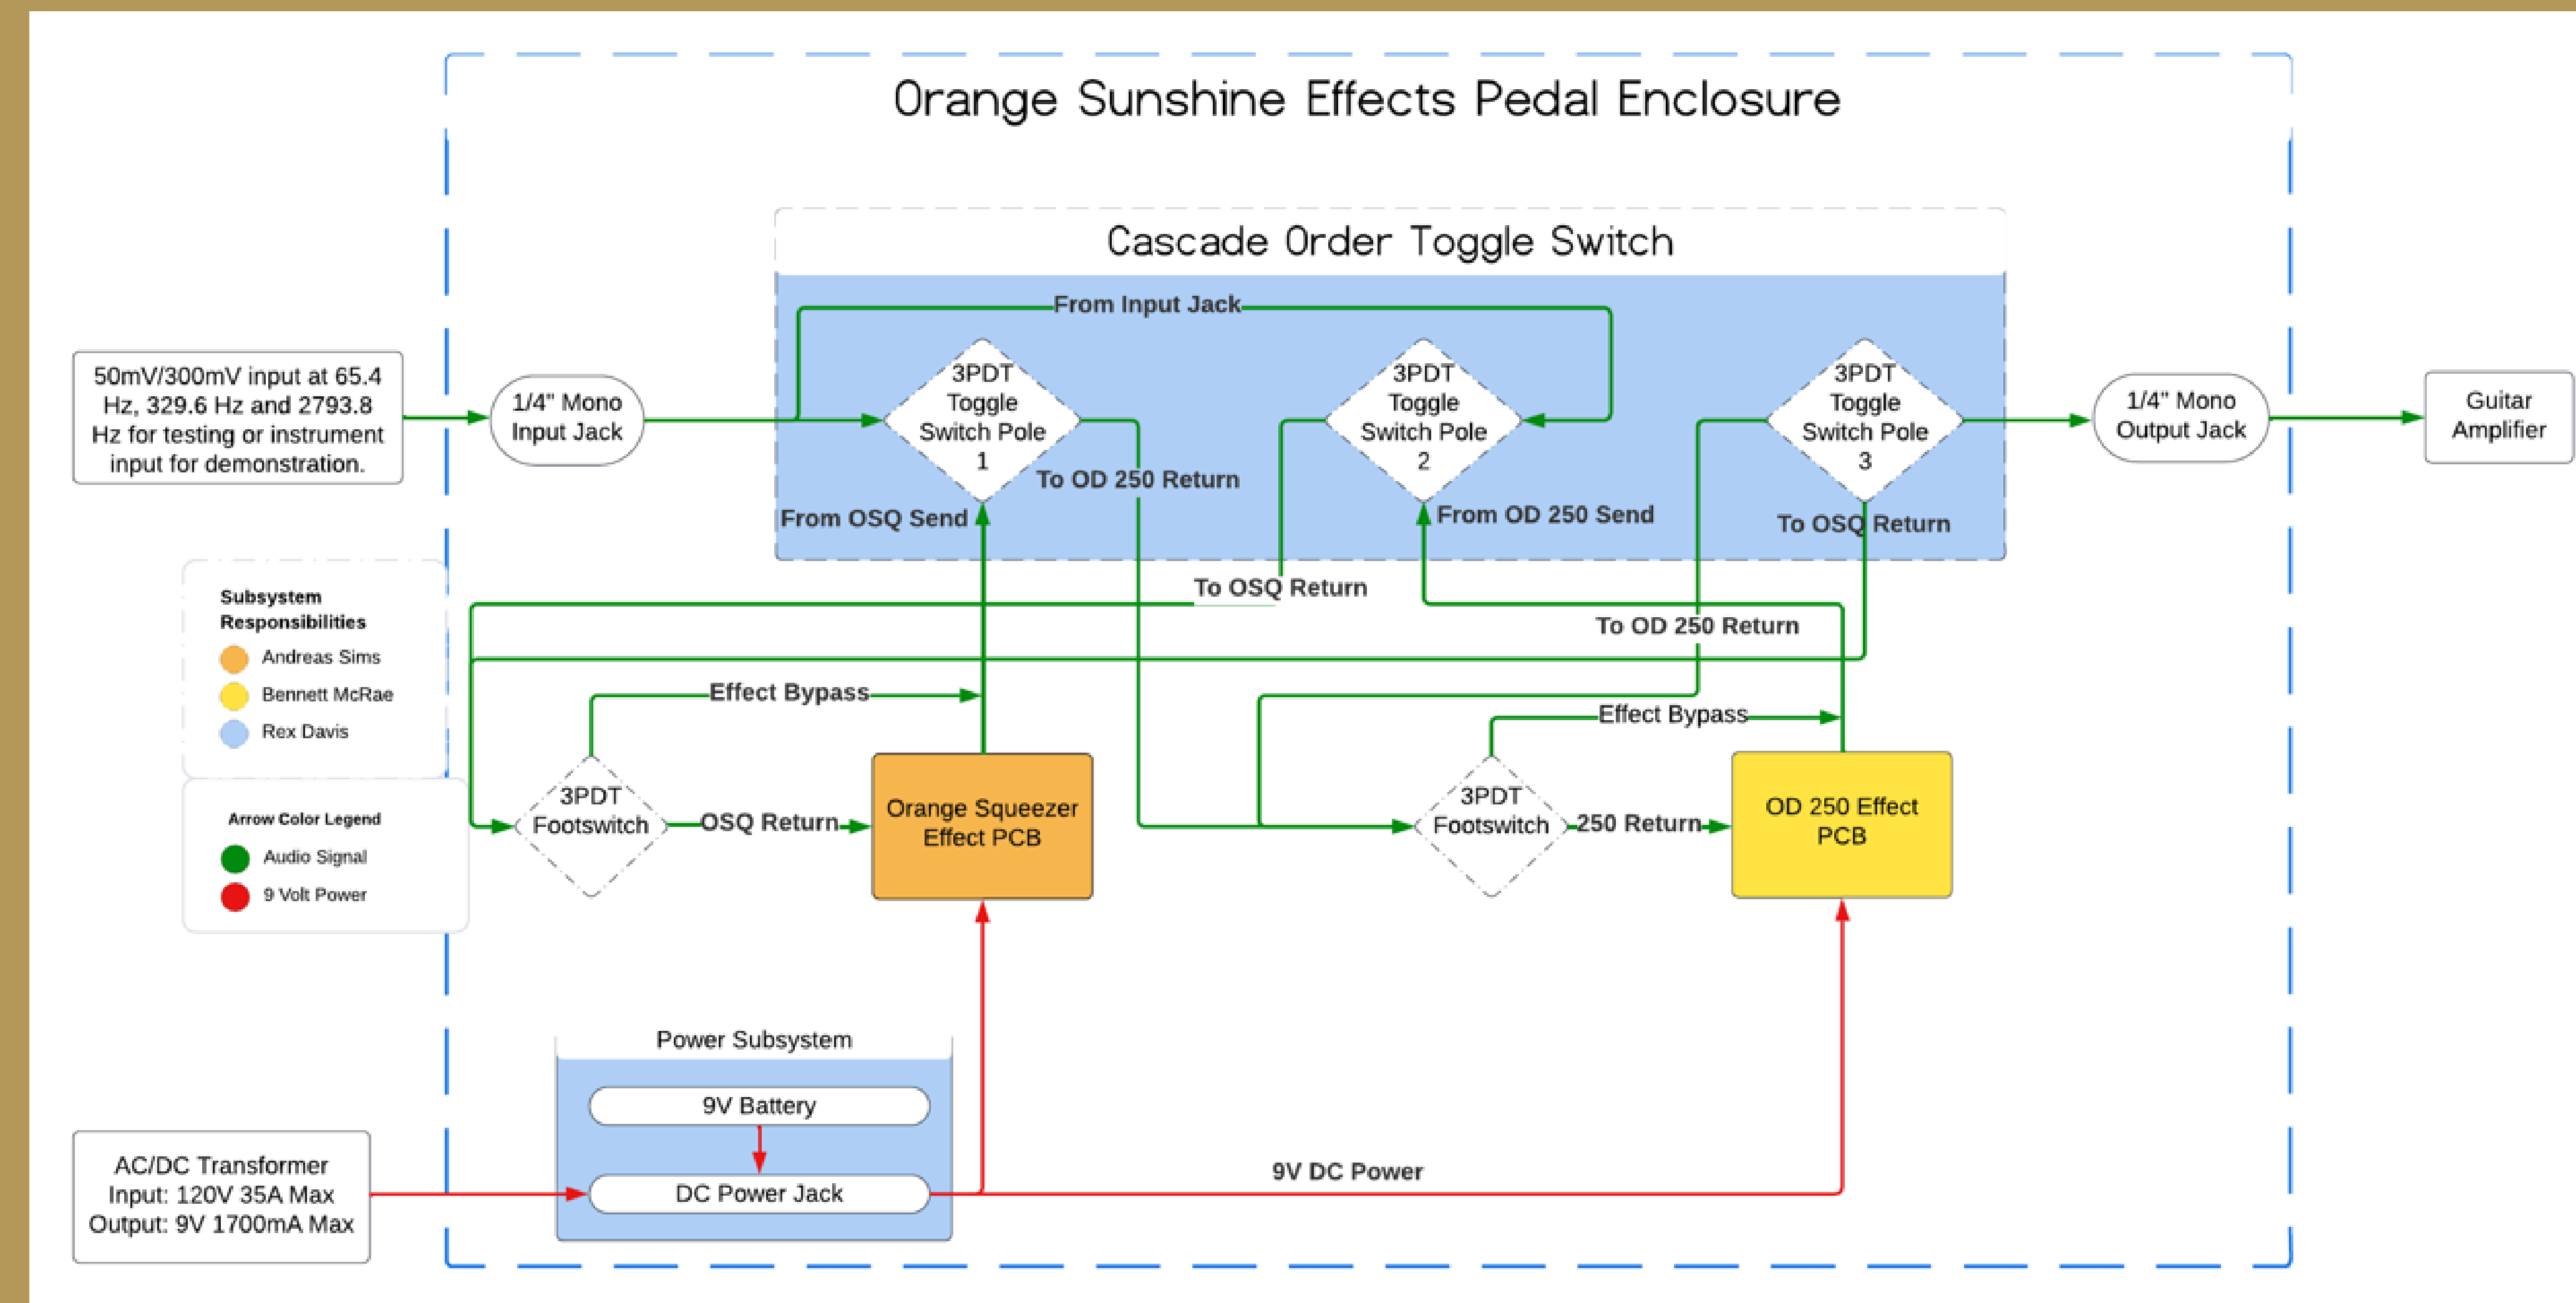 Orange Sunshine Effects Pedal Enclosure
Cascade Order Toggle Switch
From Input Jack
50mV/300mV input at 65.4
Hz, 329.6 Hz and 2793.8
Hz for testing or instrument
input for demonstration.
1/4" Mono
Input Jack
3PDT
Toggle
Switch Pole
1
3PDT
Toggle
Switch Pole
2
3PDT
Toggle
Switch Pole
3
1/4" Mono
Output Jack
Guitar
Amplifier
To OD 250 Return
From OSQ Send
From OD 250 Send
To OSQ Return
To OSQ Return
To OD 250 Return
Subsystem
Responsibilities
Andreas Sims
Bennett McRae
Rex Davis
Effect Bypass
Effect Bypass
Arrow Color Legend
Audio Signal
9 Volt Power
3PDT
Footswitch
OSQ Return
Orange Squeezer
Effect PCB
3PDT
Footswitch
250 Return
OD 250 Effect
PCB
Power Subsystem
9V Battery
DC Power Jack
9V DC Power
AC/DC Transformer
Input: 120V 35A Max
Output: 9V 1700mA Max